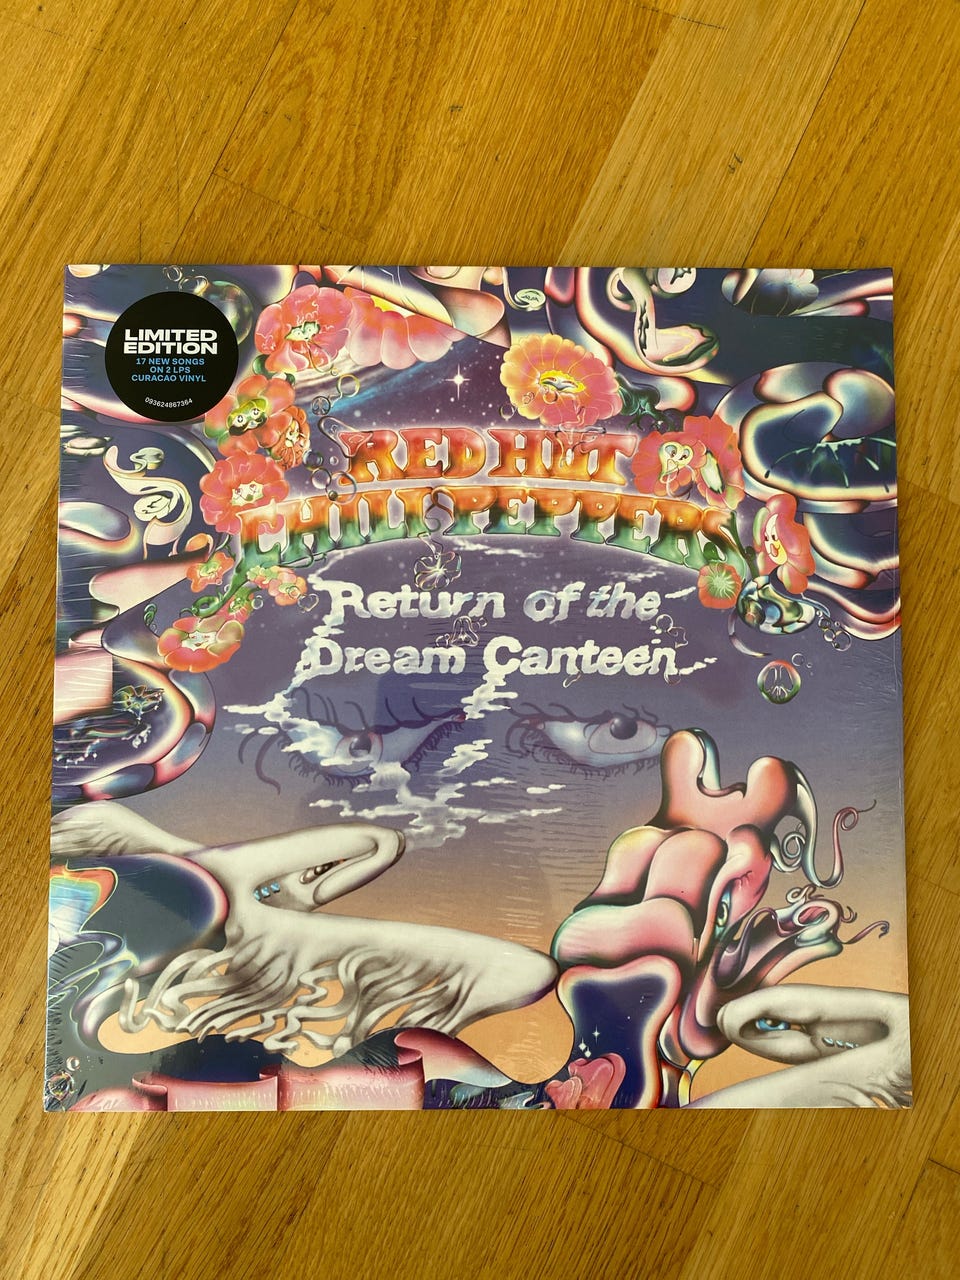 LIMITED
EDITION
17 NEW SONGS
ON 2 LPS
CURACAO VINYL
093624867364
RED HOT
CHILI PEPPERS
Return of the
Dream Canteen